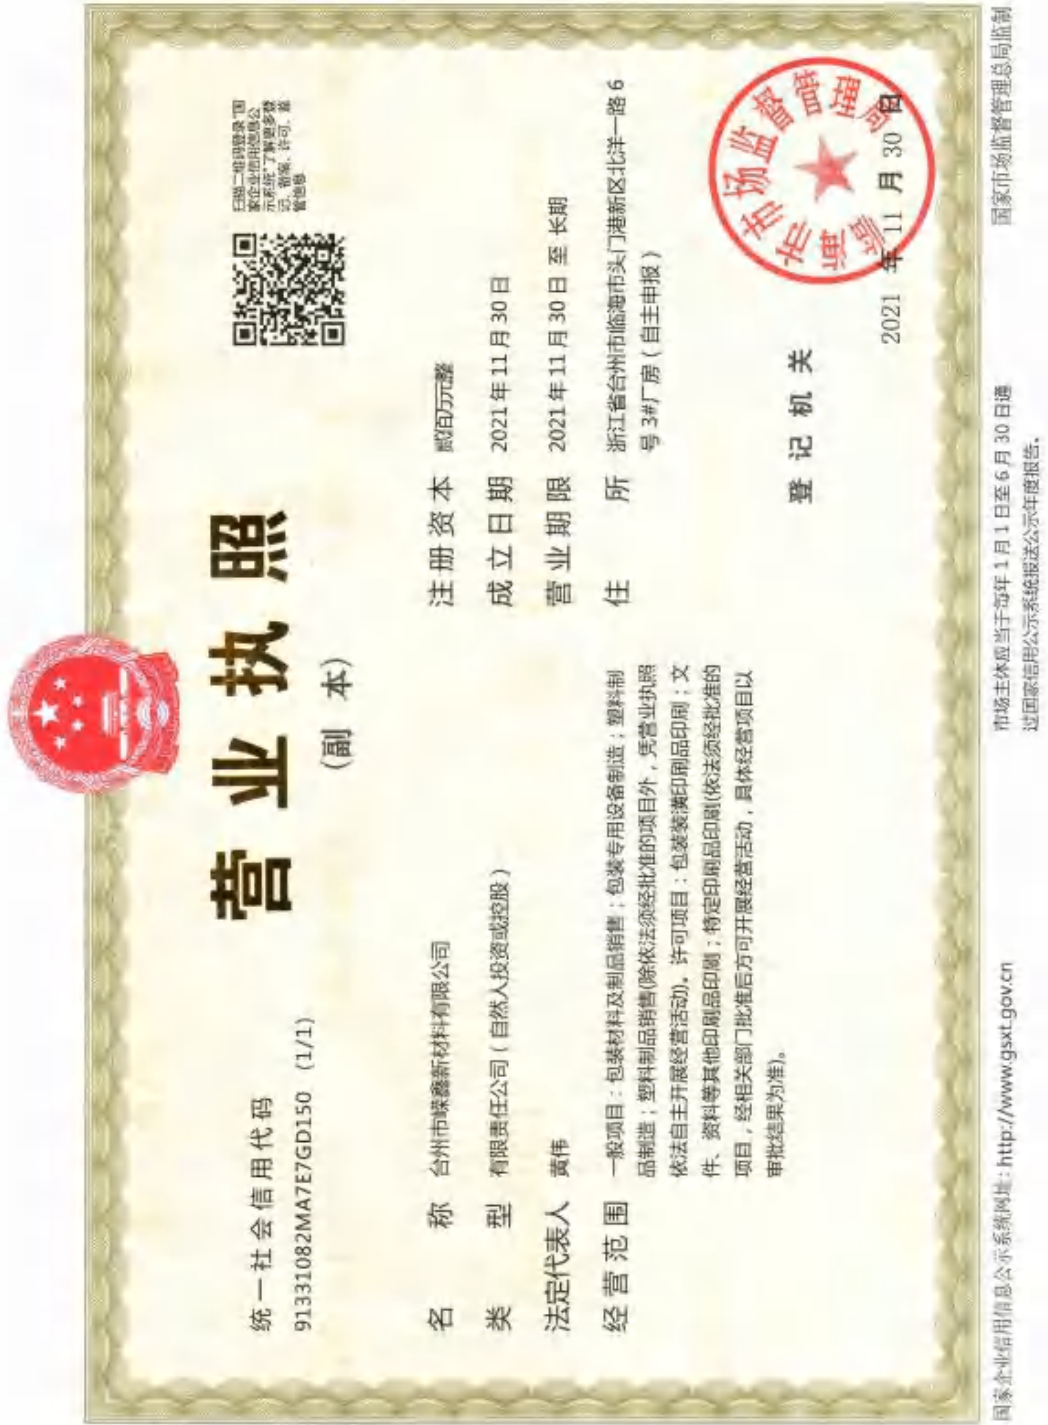 营业执照
(副 本)
统一社会信用代码
91331082MA7E7GD150 (1/1)
扫描二维码登录“国
家企业信用信息公
示系统”了解更多登
记、备案、许可、监
管信息
名 称 台州市嵘鑫新材料有限公司
类 型 有限责任公司(自然人投资或控股)
法定代表人 黄伟
经营范围 一般项目:包装材料及制品销售;包装专用设备制造;塑料制
品制造;塑料制品销售(除依法须经批准的项目外,凭营业执照
依法自主开展经营活动)。许可项目:包装装潢印刷品印刷;文
件、资料等其他印刷品印刷;特定印刷品印刷(依法须经批准的
项目,经相关部门批准后方可开展经营活动,具体经营项目以
审批结果为准)。
注册资本 贰佰万元整
成立日期 2021年11月30日
营业期限 2021年11月30日 至 长期
住 所 浙江省台州市临海市头门港新区北洋一路6
号3#厂房(自主申报)
登记机关
临海市市场监督管理局
2021 年 11 月 30 日
国家企业信用信息公示系统网址:http://www.gsxt.gov.cn
市场主体应当于每年1月1日至6月30日通
过国家信用公示系统报送公示年度报告。
国家市场监督管理总局监制